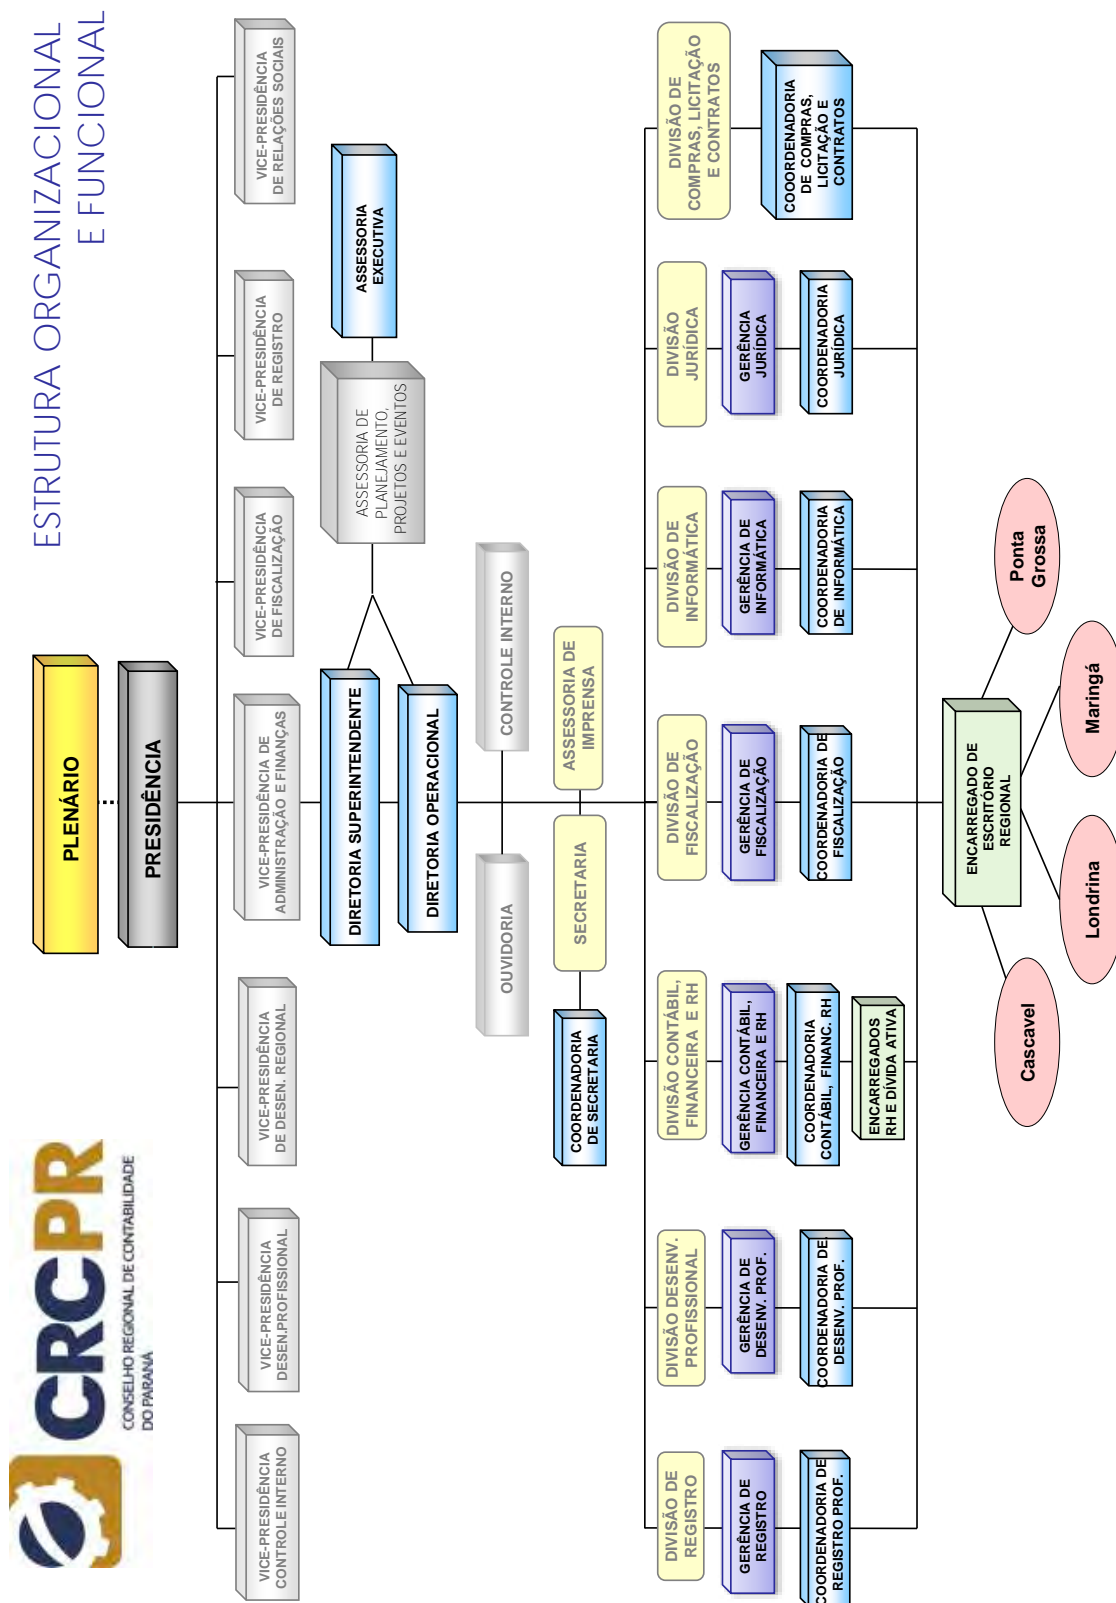 CRCPR
CONSELHO REGIONAL DE CONTABILIDADE
DO PARANÁ
ESTRUTURA ORGANIZACIONAL
E FUNCIONAL
PLENÁRIO
PRESIDÊNCIA
VICE-PRESIDÊNCIA
CONTROLE INTERNO
VICE-PRESIDÊNCIA
DESEN.PROFISSIONAL
VICE-PRESIDÊNCIA
DE DESEN. REGIONAL
VICE-PRESIDÊNCIA DE
ADMINISTRAÇÃO E FINANÇAS
VICE-PRESIDÊNCIA
DE FISCALIZAÇÃO
VICE-PRESIDÊNCIA
DE REGISTRO
VICE-PRESIDÊNCIA
DE RELAÇÕES SOCIAIS
DIRETORIA SUPERINTENDENTE
DIRETORIA OPERACIONAL
ASSESSORIA DE
PLANEJAMENTO,
PROJETOS E EVENTOS
ASSESSORIA
EXECUTIVA
OUVIDORIA
CONTROLE INTERNO
COORDENADORIA
DE SECRETARIA
SECRETARIA
ASSESSORIA DE
IMPRENSA
DIVISÃO DE
REGISTRO
DIVISÃO DESENV.
PROFISSIONAL
DIVISÃO CONTÁBIL,
FINANCEIRA E RH
DIVISÃO DE
FISCALIZAÇÃO
DIVISÃO DE
INFORMÁTICA
DIVISÃO
JURÍDICA
DIVISÃO DE
COMPRAS, LICITAÇÃO
E CONTRATOS
GERÊNCIA DE
REGISTRO
GERÊNCIA DE
DESENV. PROF.
GERÊNCIA CONTÁBIL,
FINANCEIRA E RH
GERÊNCIA DE
FISCALIZAÇÃO
GERÊNCIA DE
INFORMÁTICA
GERÊNCIA
JURÍDICA
COORDENADORIA DE
REGISTRO PROF.
COORDENADORIA DE.
DESENV. PROF.
COORDENADORIA
CONTÁBIL, FINANC. RH
COORDENADORIA DE
FISCALIZAÇÃO
COORDENADORIA
DE INFORMÁTICA
COORDENADORIA
JURÍDICA
COOORDENADORIA
DE COMPRAS,
LICITAÇÃO E
CONTRATOS
ENCARREGADOS
RH E DÍVIDA ATIVA
ENCARREGADO DE
ESCRITÓRIO
REGIONAL
Cascavel
Londrina
Maringá
Ponta
Grossa